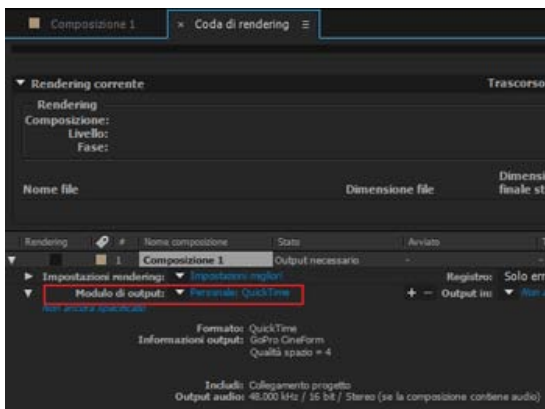 Composizione 1 × Coda di rendering ≡
Rendering corrente Trascorso
Rendering
Composizione:
Livello:
Fase:
Nome file Dimensione file Dimensi
finale st
Rendering # Nome composizione Stato Avviato
1 Composizione 1 Output necessario - -
Impostazioni rendering: Impostazioni migliori Registro: Solo err
Modulo di output: Personale: QuickTime + − Output in: Non a
Non ancora specificato
Formato: QuickTime
Informazioni output: GoPro CineForm
Qualità spazio = 4
Includi: Collegamento progetto
Output audio: 48.000 kHz / 16 bit / Stereo (se la composizione contiene audio)